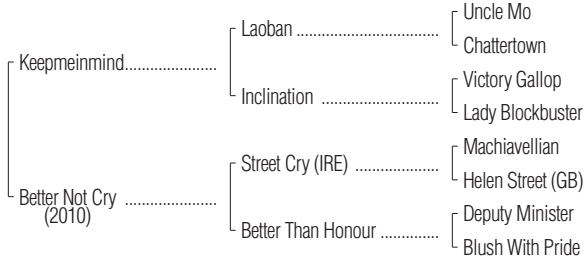 Uncle Mo
Laoban ..............................
Chattertown
Keepmeinmind...................
Victory Gallop
Inclination .........................
Lady Blockbuster
Machiavellian
Street Cry (IRE) .................
Helen Street (GB)
Better Not Cry ...................
(2010)
Deputy Minister
Better Than Honour ............
Blush With Pride